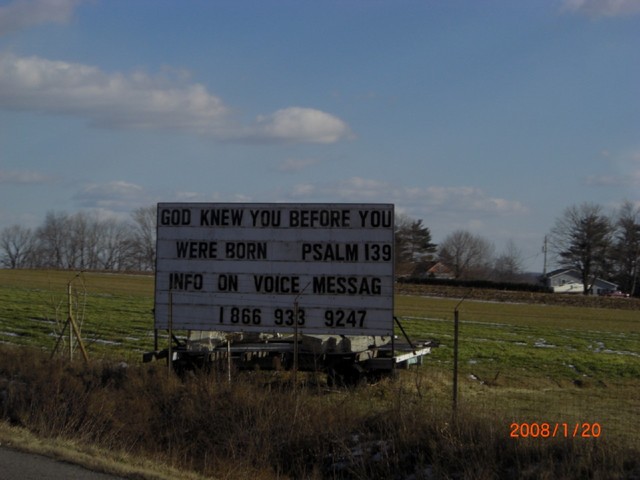 GOD KNEW YOU BEFORE YOU
WERE BORN PSALM 139
INFO ON VOICE MESSAG
1 866 933 9247
2008/1/20